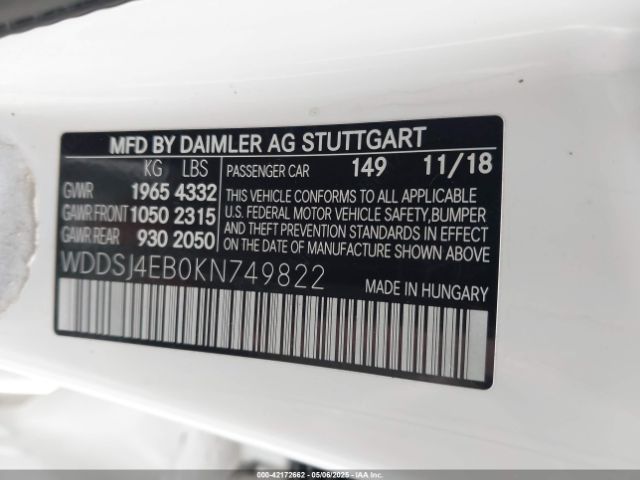 MFD BY DAIMLER AG STUTTGART
KG LBS PASSENGER CAR 149 11/18
GVWR 1965 4332
GAWR FRONT 1050 2315
GAWR REAR 930 2050
THIS VEHICLE CONFORMS TO ALL APPLICABLE
U.S. FEDERAL MOTOR VEHICLE SAFETY,BUMPER
AND THEFT PREVENTION STANDARDS IN EFFECT
ON THE DATE OF MANUFACTURE SHOWN ABOVE
WDDSJ4EB0KN749822
MADE IN HUNGARY
000-42172662 - 05/06/2025 - IAAI.COM